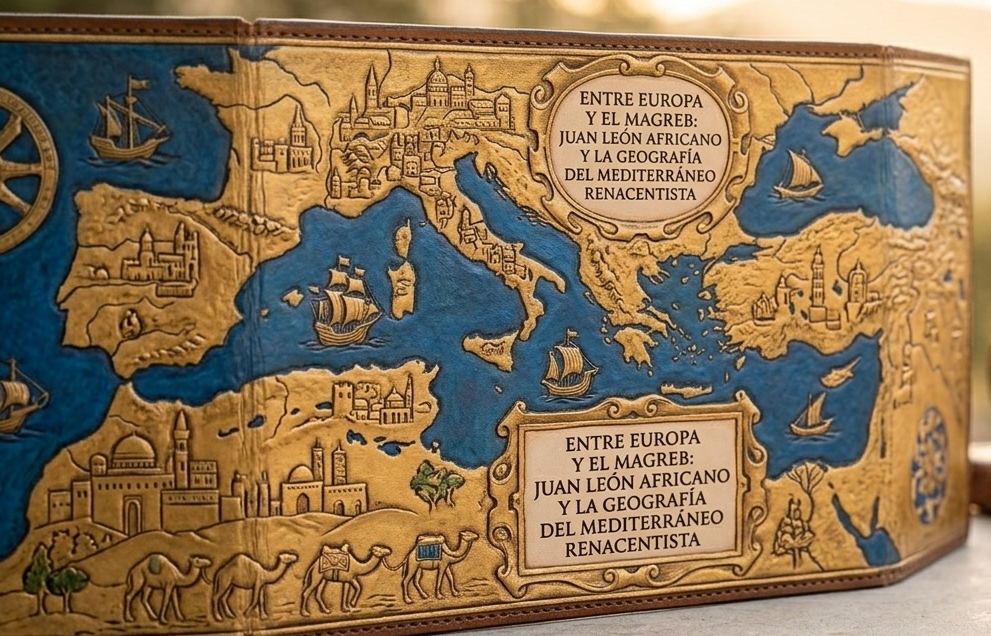 ENTRE EUROPA
Y EL MAGREB:
JUAN LEÓN AFRICANO
Y LA GEOGRAFÍA
DEL MEDITERRÁNEO
RENACENTISTA
ENTRE EUROPA
Y EL MAGREB:
JUAN LEÓN AFRICANO
Y LA GEOGRAFÍA
DEL MEDITERRÁNEO
RENACENTISTA